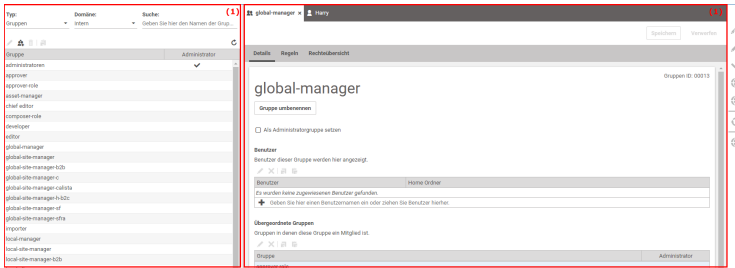 Typ:
Domäne:
Suche:
(1)
Gruppen
Intern
Geben Sie hier den Namen der Grup...
Gruppe
Administrator
administratoren
approver
approver-role
asset-manager
chief editor
composer-role
developer
editor
global-manager
global-site-manager
global-site-manager-b2b
global-site-manager-c
global-site-manager-calista
global-site-manager-h-b2c
global-site-manager-sf
global-site-manager-sfra
importer
local-manager
local-site-manager
local-site-manager-b2b
global-manager ×
Harry
Speichern
Verwerfen
Details
Regeln
Rechteübersicht
Gruppen ID: 00013
global-manager
Gruppe umbenennen
Als Administratorgruppe setzen
Benutzer
Benutzer dieser Gruppe werden hier angezeigt.
Benutzer
Home Ordner
Es wurden keine zugewiesenen Benutzer gefunden.
Geben Sie hier einen Benutzernamen ein oder ziehen Sie Benutzer hierher.
Übergeordnete Gruppen
Gruppen in denen diese Gruppe ein Mitglied ist.
Gruppe
Administrator